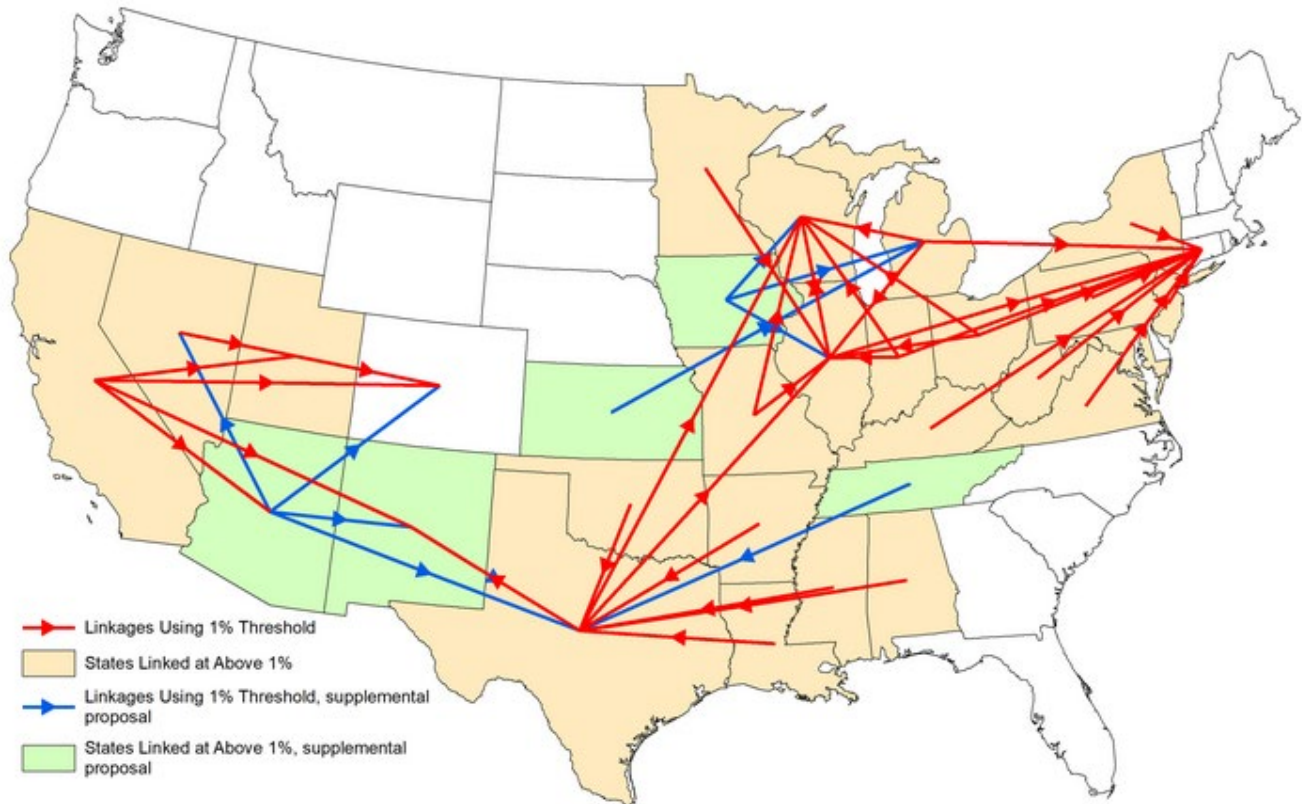 Linkages Using 1% Threshold
States Linked at Above 1%
Linkages Using 1% Threshold, supplemental
proposal
States Linked at Above 1%, supplemental
proposal